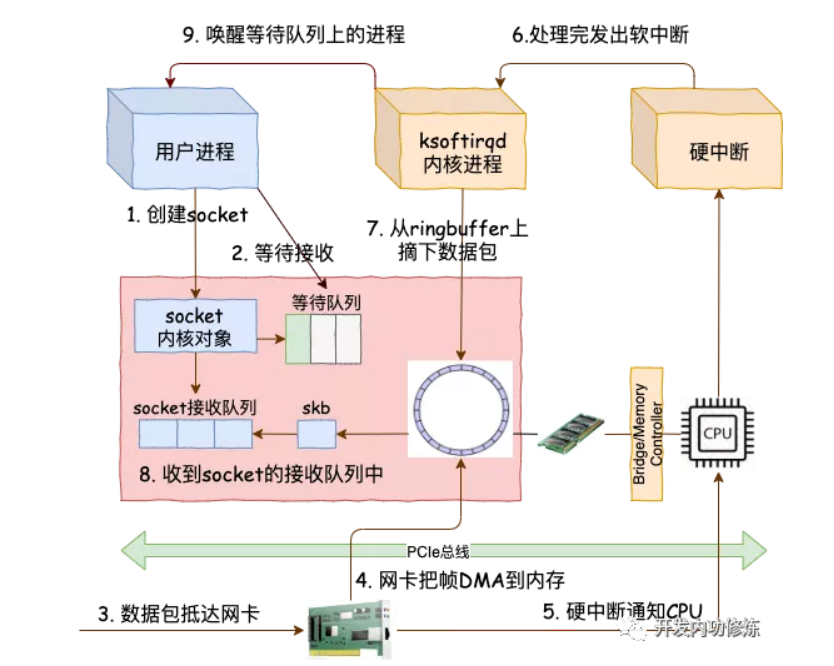 9. 唤醒等待队列上的进程
6.处理完发出软中断
用户进程
ksoftirqd
内核进程
硬中断
1. 创建socket
2. 等待接收
7. 从ringbuffer上
摘下数据包
等待队列
socket
内核对象
socket接收队列
skb
Bridge/Memory
Controller
CPU
8. 收到socket的接收队列中
PCIe总线
4. 网卡把帧DMA到内存
3. 数据包抵达网卡
5. 硬中断通知CPU
开发内功修炼